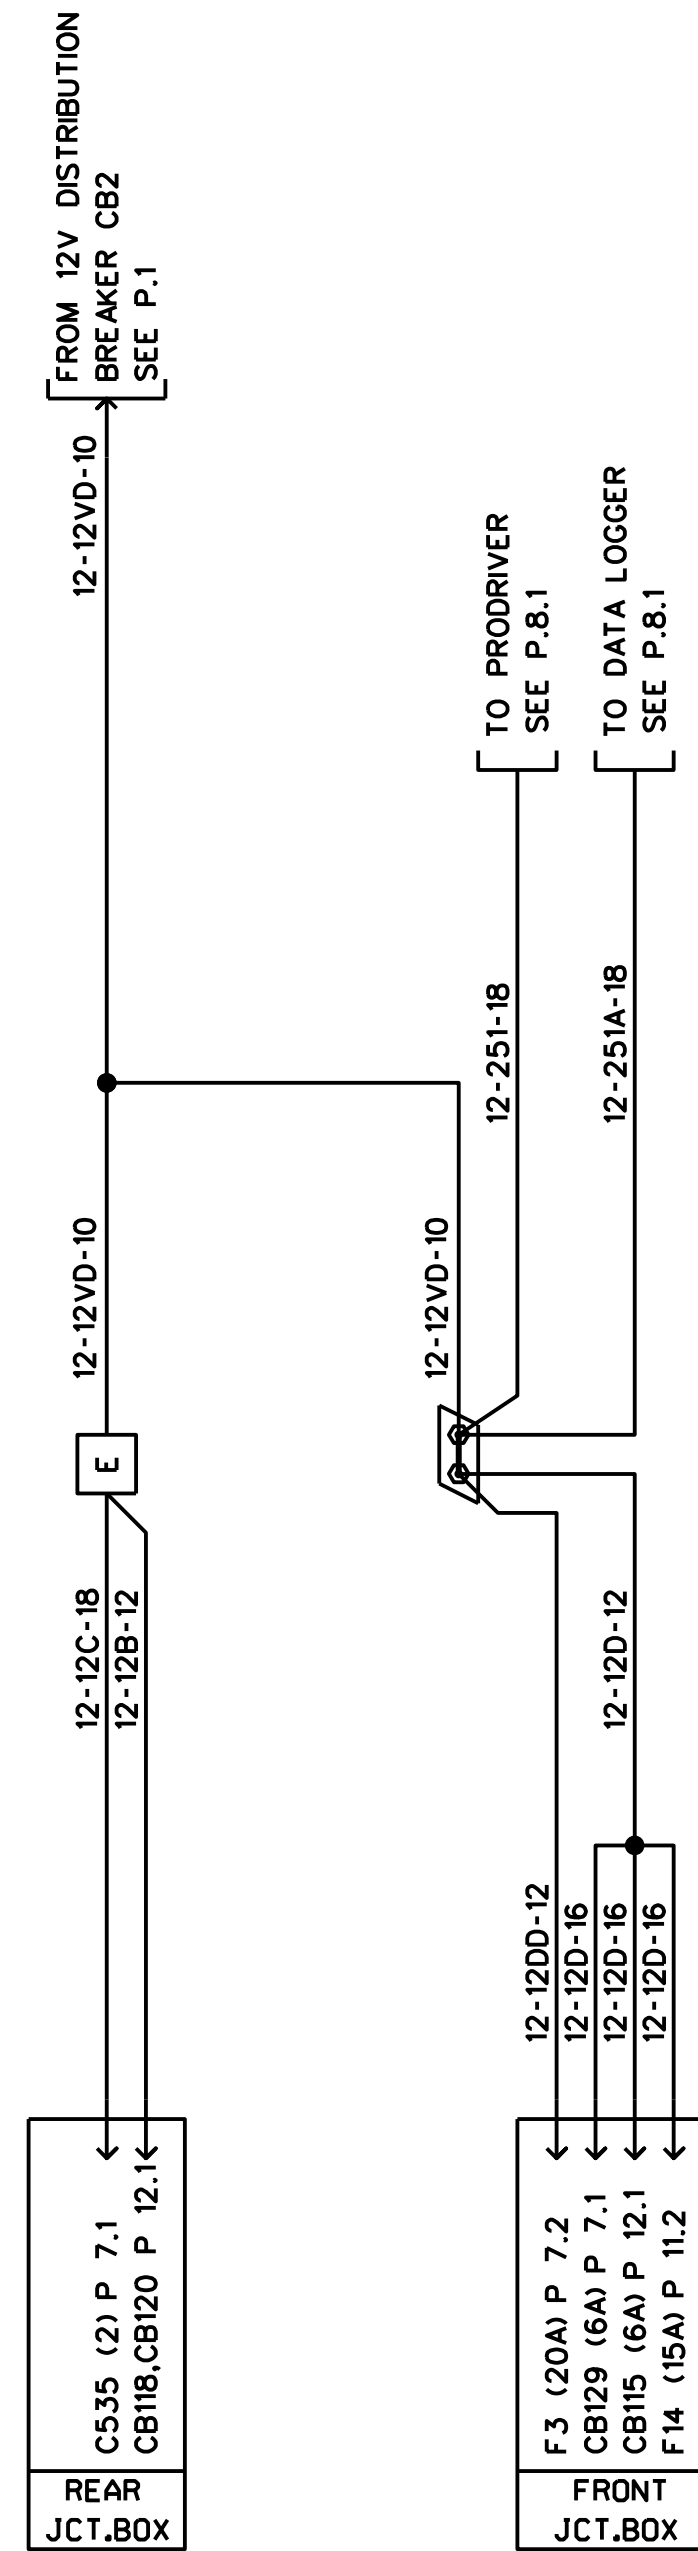 FROM 12V DISTRIBUTION
BREAKER CB2
SEE P.1
12-12VD-10
TO PRODRIVER
SEE P.8.1
TO DATA LOGGER
SEE P.8.1
12-251-18
12-251A-18
12-12VD-10
12-12VD-10
E
12-12C-18
12-12B-12
12-12D-12
12-12DD-12
12-12D-16
12-12D-16
12-12D-16
C535 (2) P 7.1
CB118,CB120 P 12.1
REAR
JCT.BOX
F3 (20A) P 7.2
CB129 (6A) P 7.1
CB115 (6A) P 12.1
F14 (15A) P 11.2
FRONT
JCT.BOX